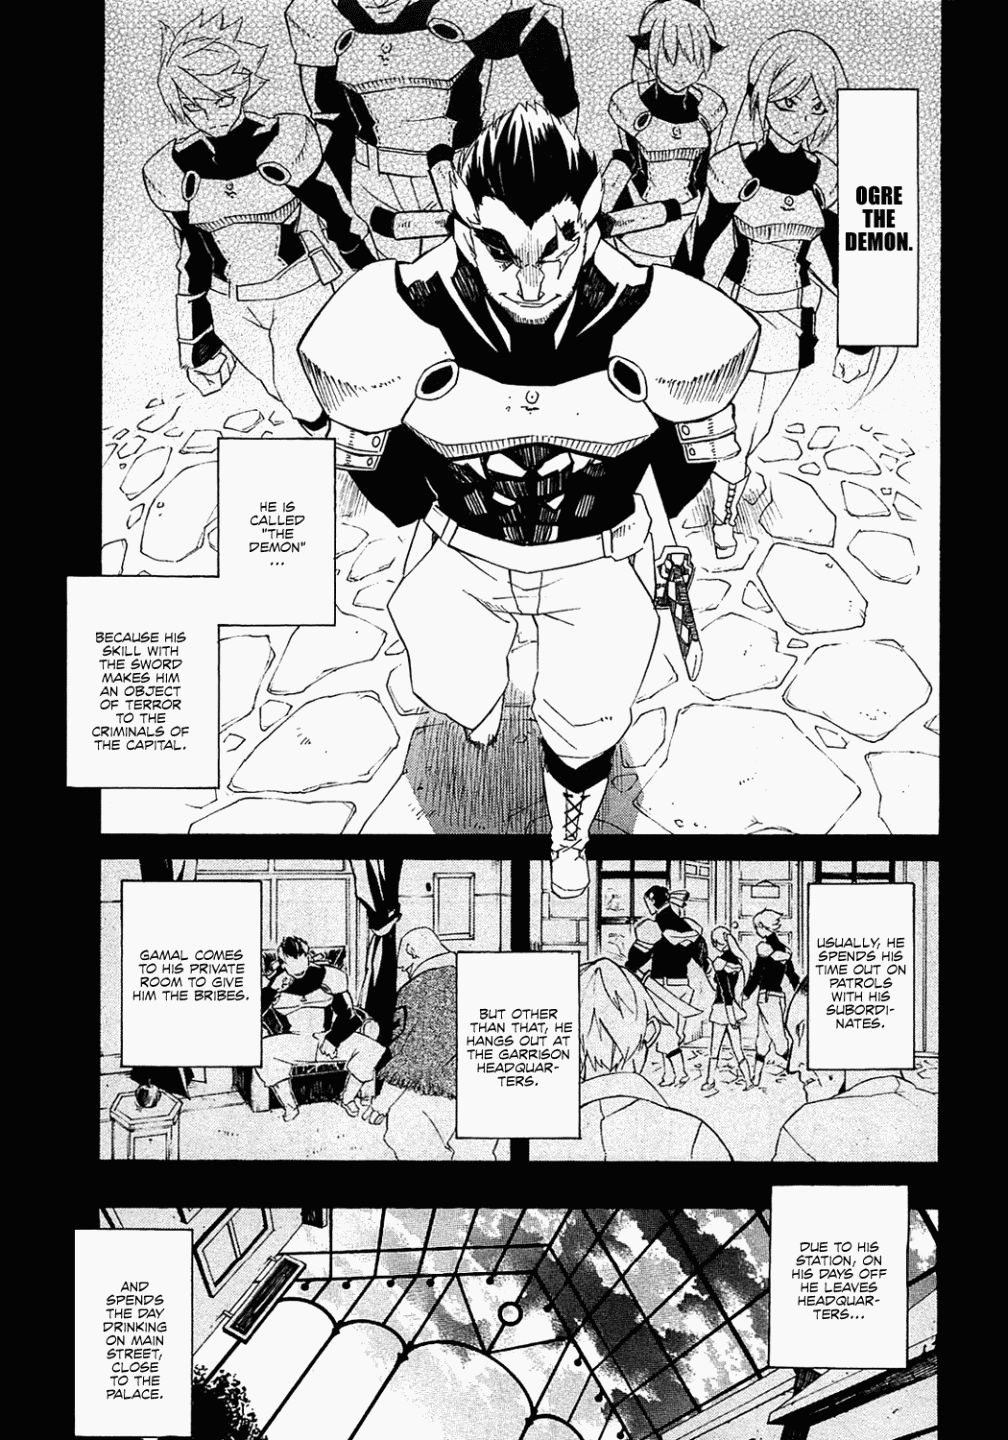 OGRE
THE
DEMON.
HE IS
CALLED
"THE
DEMON"
...
BECAUSE HIS
SKILL WITH
THE SWORD
MAKES HIM
AN OBJECT
OF TERROR
TO THE
CRIMINALS OF
THE CAPITAL.
USUALLY, HE
SPENDS HIS
TIME OUT ON
PATROLS
WITH HIS
SUBORDI-
NATES.
BUT OTHER
THAN THAT, HE
HANGS OUT AT
THE GARRISON
HEADQUAR-
TERS.
GAMAL COMES
TO HIS PRIVATE
ROOM TO GIVE
HIM THE BRIBES.
DUE TO HIS
STATION, ON
HIS DAYS OFF
HE LEAVES
HEADQUAR-
TERS...
AND
SPENDS
THE DAY
DRINKING
ON MAIN
STREET,
CLOSE
TO THE
PALACE.